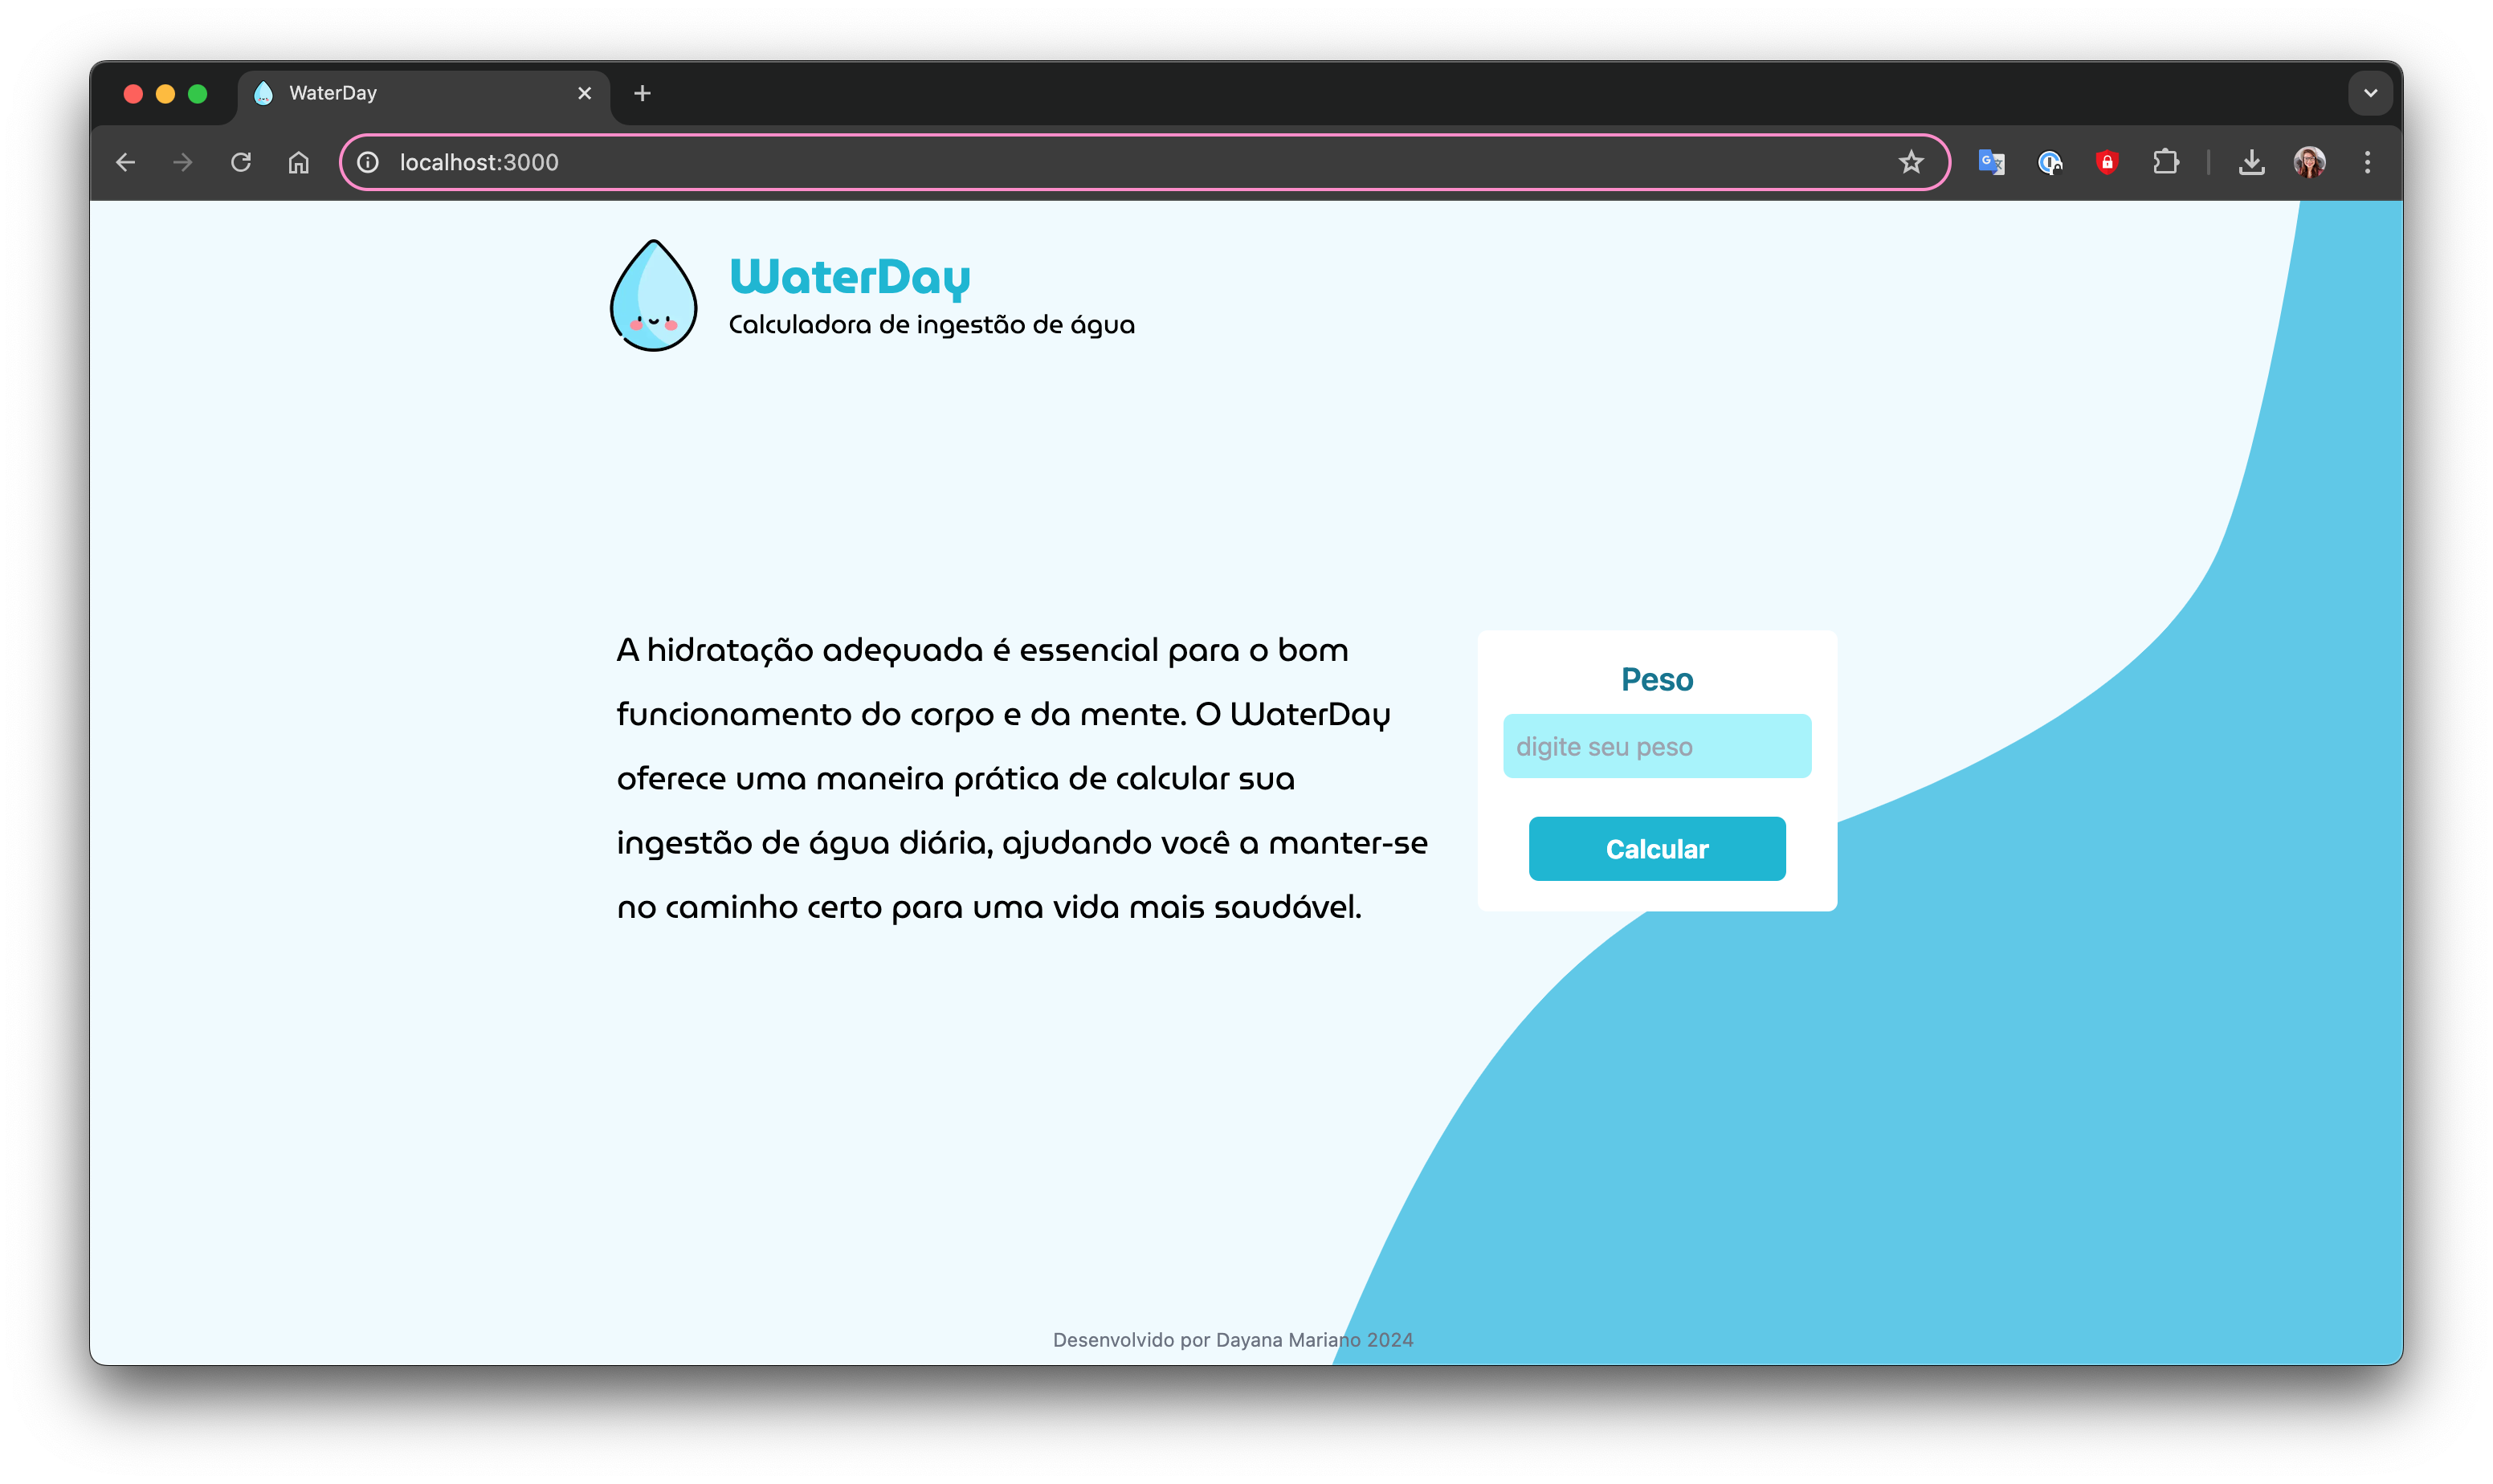 WaterDay
localhost:3000
WaterDay
Calculadora de ingestão de água
A hidratação adequada é essencial para o bom
funcionamento do corpo e da mente. O WaterDay
oferece uma maneira prática de calcular sua
ingestão de água diária, ajudando você a manter-se
no caminho certo para uma vida mais saudável.
Peso
digite seu peso
Calcular
Desenvolvido por Dayana Mariano 2024